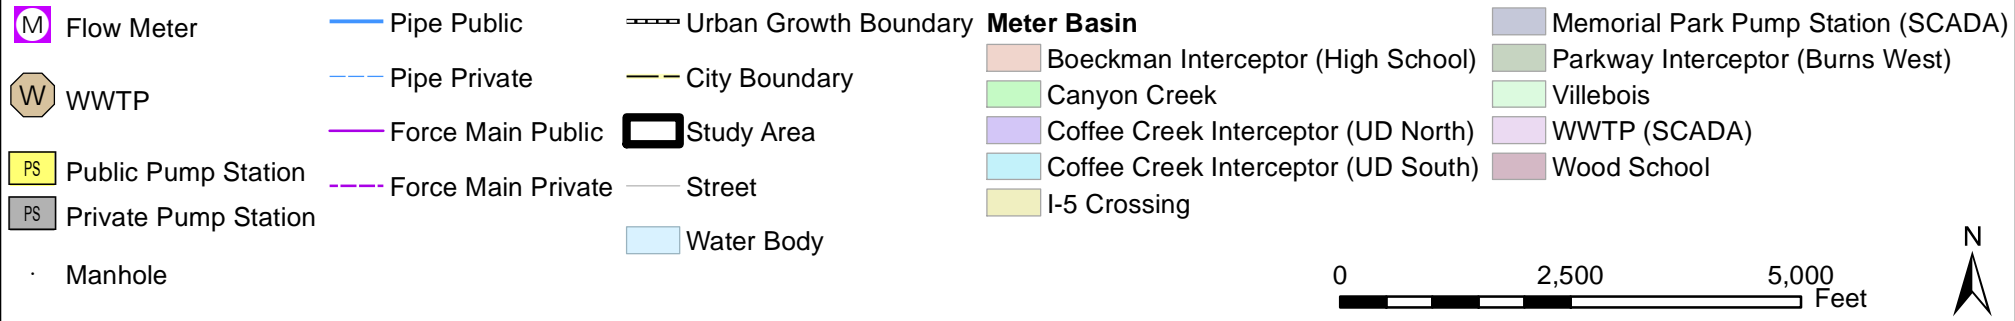 M Flow Meter
W WWTP
PS Public Pump Station
PS Private Pump Station
Manhole
Pipe Public
Pipe Private
Force Main Public
Force Main Private
Urban Growth Boundary
City Boundary
Study Area
Street
Water Body
Meter Basin
Boeckman Interceptor (High School)
Canyon Creek
Coffee Creek Interceptor (UD North)
Coffee Creek Interceptor (UD South)
I-5 Crossing
Memorial Park Pump Station (SCADA)
Parkway Interceptor (Burns West)
Villebois
WWTP (SCADA)
Wood School
0 2,500 5,000
Feet
N